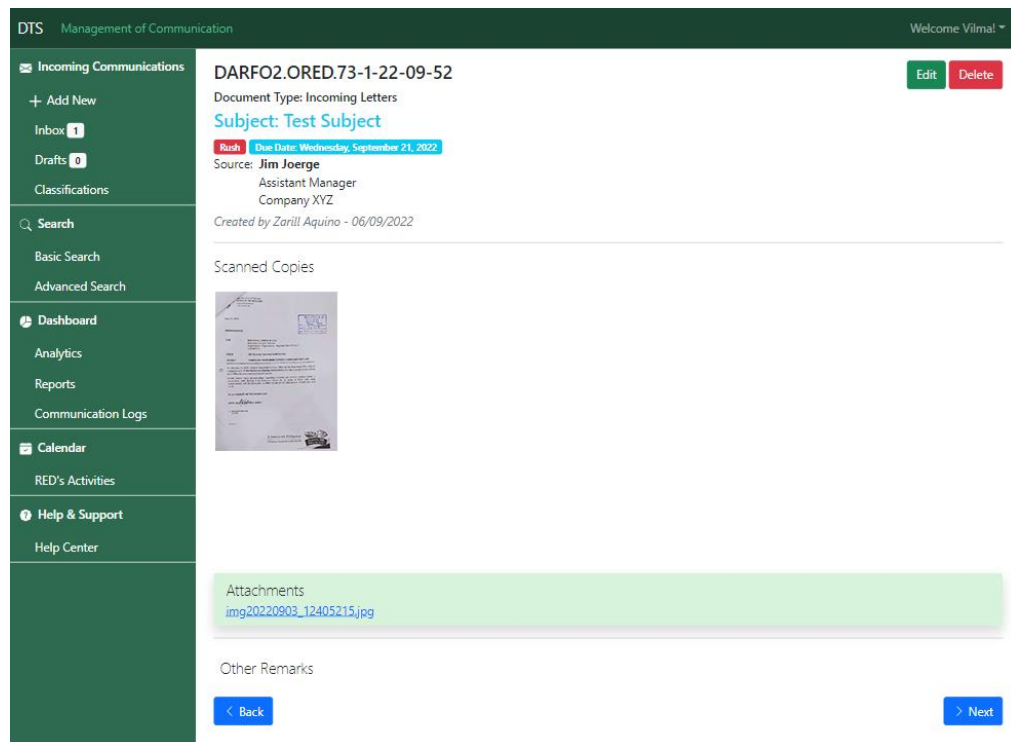 DTS Management of Communication
Welcome Vilma!
Incoming Communications
+ Add New
Inbox 1
Drafts 0
Classifications
Search
Basic Search
Advanced Search
Dashboard
Analytics
Reports
Communication Logs
Calendar
RED's Activities
Help & Support
Help Center
DARFO2.ORED.73-1-22-09-52
Edit
Delete
Document Type: Incoming Letters
Subject: Test Subject
Rush Due Date: Wednesday, September 21, 2022
Source: Jim Joerge
Assistant Manager
Company XYZ
Created by Zarill Aquino - 06/09/2022
Scanned Copies
Attachments
img20220903_12405215.jpg
Other Remarks
< Back
> Next